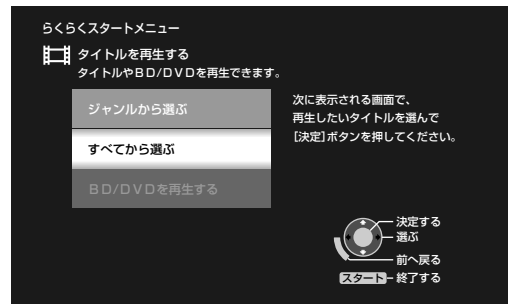 らくらくスタートメニュー
タイトルを再生する
タイトルやBD/DVDを再生できます。
ジャンルから選ぶ
すべてから選ぶ
BD/DVDを再生する
次に表示される画面で、
再生したいタイトルを選んで
[決定]ボタンを押してください。
決定する
選ぶ
前へ戻る
スタート 終了する